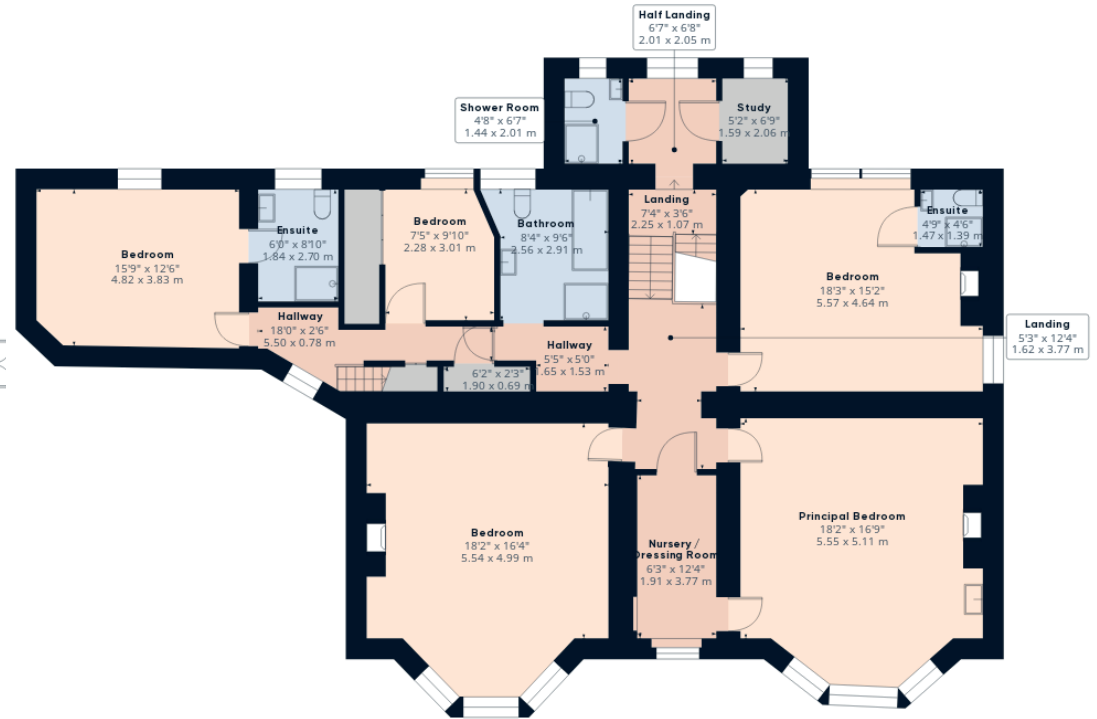 Half Landing
6'7" x 6'8"
2.01 x 2.05 m
Shower Room
4'8" x 6'7"
1.44 x 2.01 m
Study
5'2" x 6'9"
1.59 x 2.06 m
Bedroom
15'9" x 12'6"
4.82 x 3.83 m
Ensuite
6'0" x 8'10"
1.84 x 2.70 m
Bedroom
7'5" x 9'10"
2.28 x 3.01 m
Bathroom
8'4" x 9'6"
2.56 x 2.91 m
Landing
7'4" x 3'6"
2.25 x 1.07 m
Ensuite
4'9" x 4'6"
1.47 x 1.39 m
Bedroom
18'3" x 15'2"
5.57 x 4.64 m
Hallway
18'0" x 2'6"
5.50 x 0.78 m
Hallway
5'5" x 5'0"
1.65 x 1.53 m
6'2" x 2'3"
1.90 x 0.69 m
Landing
5'3" x 12'4"
1.62 x 3.77 m
Bedroom
18'2" x 16'4"
5.54 x 4.99 m
Nursery /
Dressing Room
6'3" x 12'4"
1.91 x 3.77 m
Principal Bedroom
18'2" x 16'9"
5.55 x 5.11 m